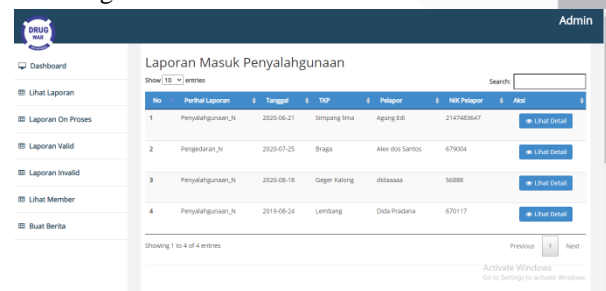 DRUG
WAR
Admin
Dashboard
Lihat Laporan
Laporan On Proses
Laporan Valid
Laporan Invalid
Lihat Member
Buat Berita
Laporan Masuk Penyalahgunaan
Show 10 entries
Search:
No Perihal Laporan Tanggal TKP Pelapor NIK Pelapor Aksi
1 Penyalahgunaan_N 2020-06-21 Simpang lima Agung Edi 2147483647 Lihat Detail
2 Pengedaran_N 2020-07-25 Braga Alex dos Santos 679004 Lihat Detail
3 Penyalahgunaan_N 2020-08-18 Geger Kalong didaaaaa 56888 Lihat Detail
4 Penyalahgunaan_N 2019-08-24 Lembang Dida Pradana 670117 Lihat Detail
Showing 1 to 4 of 4 entries
Previous 1 Next
Activate Windows
Go to Settings to activate Windows.